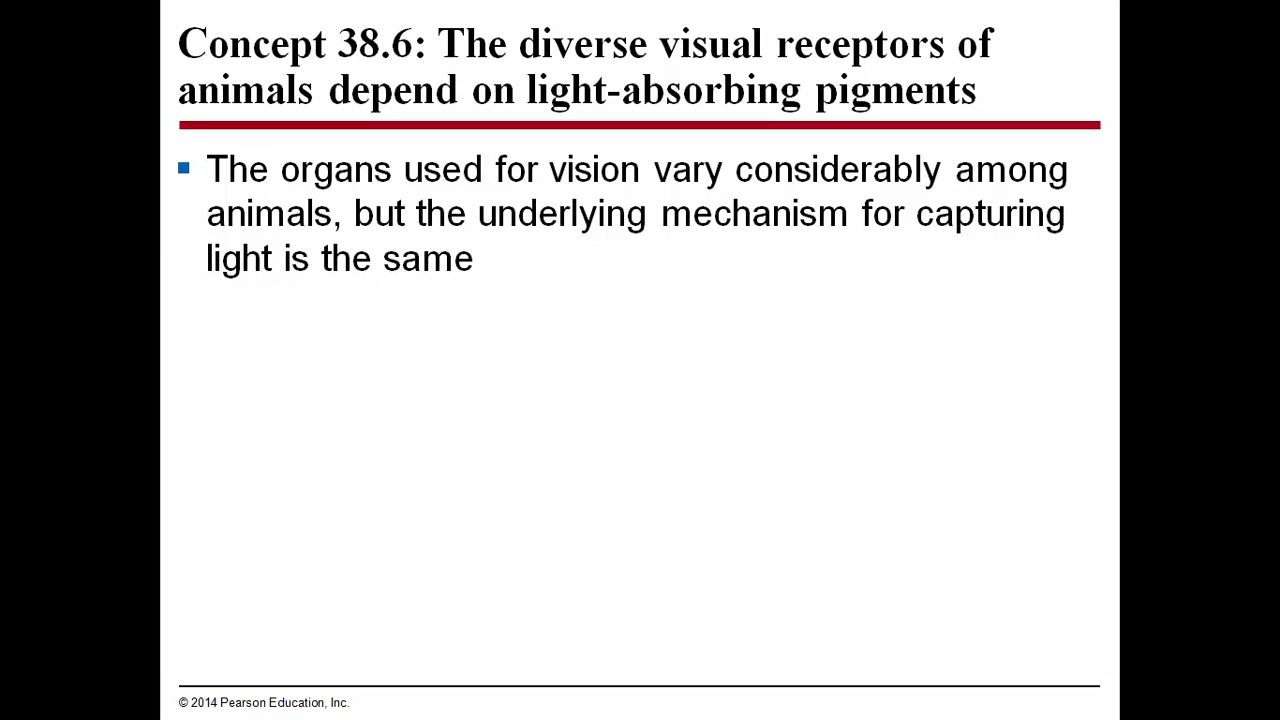 Concept 38.6: The diverse visual receptors of
animals depend on light-absorbing pigments
The organs used for vision vary considerably among
animals, but the underlying mechanism for capturing
light is the same
© 2014 Pearson Education, Inc.